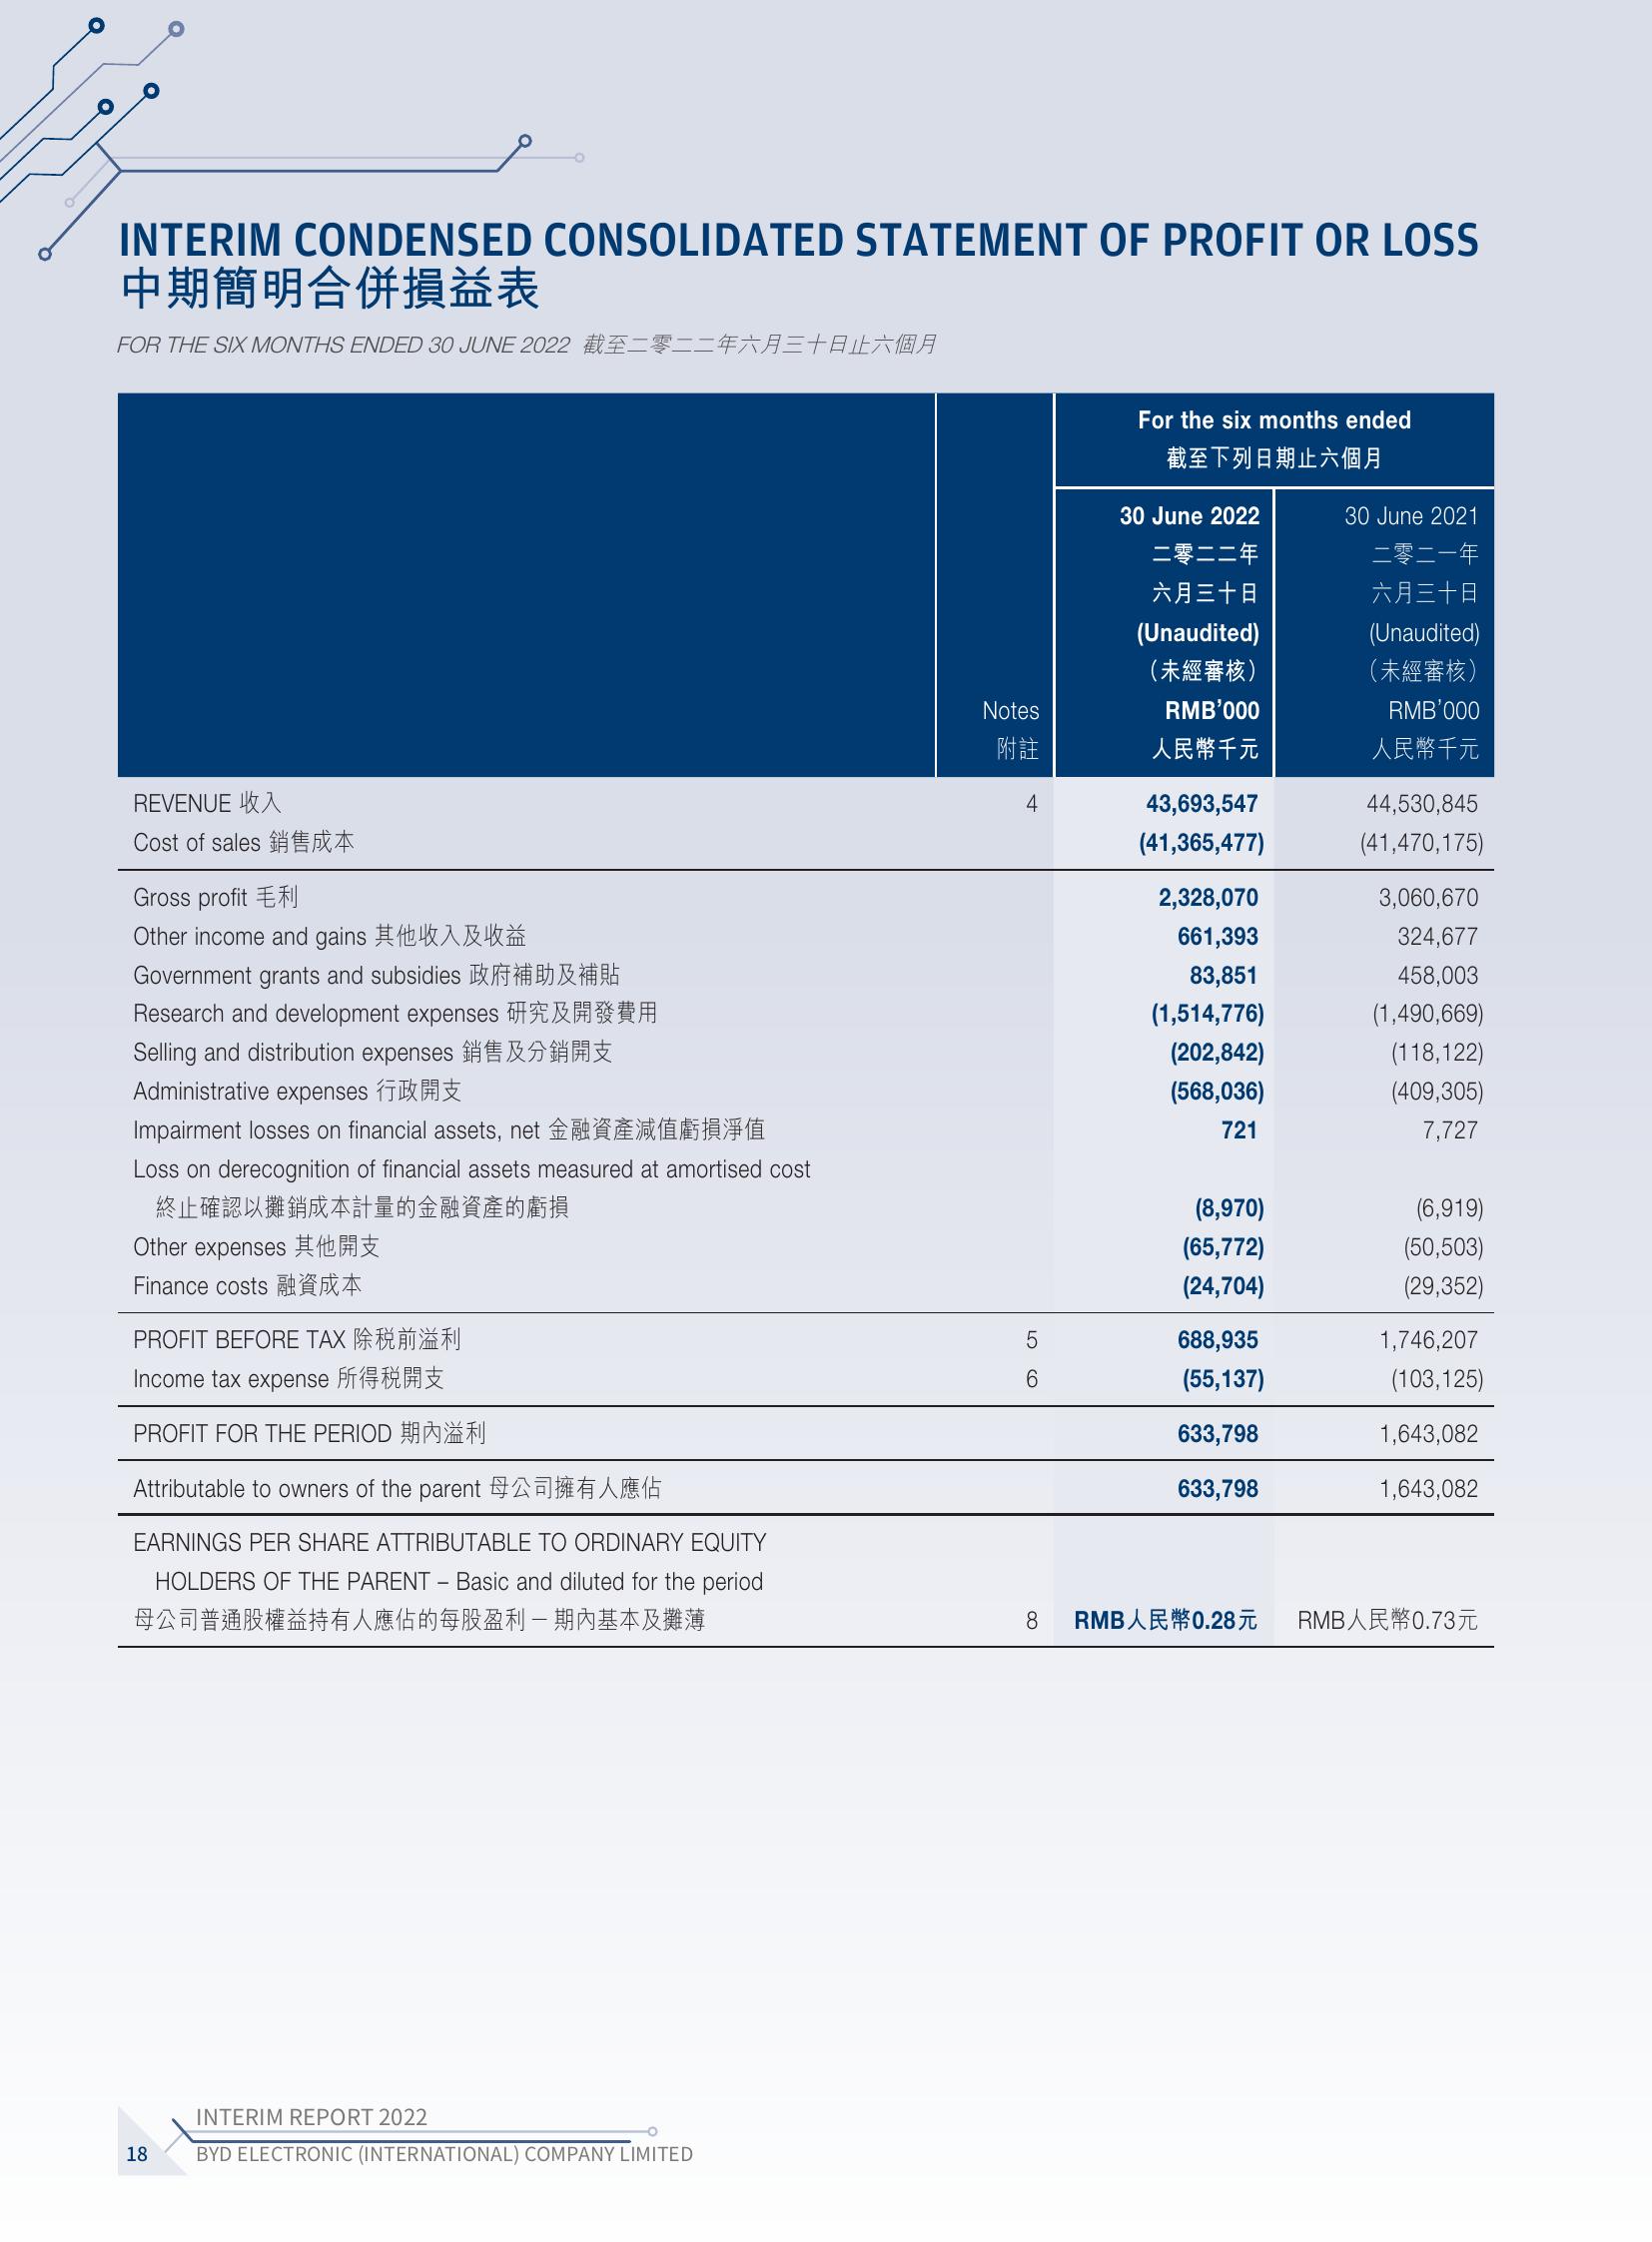 INTERIM CONDENSED CONSOLIDATED STATEMENT OF PROFIT OR LOSS
中期簡明合併損益表
FOR THE SIX MONTHS ENDED 30 JUNE 2022 截至二零二二年六月三十日止六個月
For the six months ended
截至下列日期止六個月
30 June 2022 30 June 2021
二零二二年 二零二一年
六月三十日 六月三十日
(Unaudited) (Unaudited)
（未經審核） （未經審核）
Notes RMB’000 RMB’000
附註 人民幣千元 人民幣千元
REVENUE 收入 4 43,693,547 44,530,845
Cost of sales 銷售成本 (41,365,477) (41,470,175)
Gross profit 毛利 2,328,070 3,060,670
Other income and gains 其他收入及收益 661,393 324,677
Government grants and subsidies 政府補助及補貼 83,851 458,003
Research and development expenses 研究及開發費用 (1,514,776) (1,490,669)
Selling and distribution expenses 銷售及分銷開支 (202,842) (118,122)
Administrative expenses 行政開支 (568,036) (409,305)
Impairment losses on financial assets, net 金融資產減值虧損淨值 721 7,727
Loss on derecognition of financial assets measured at amortised cost
終止確認以攤銷成本計量的金融資產的虧損 (8,970) (6,919)
Other expenses 其他開支 (65,772) (50,503)
Finance costs 融資成本 (24,704) (29,352)
PROFIT BEFORE TAX 除稅前溢利 5 688,935 1,746,207
Income tax expense 所得稅開支 6 (55,137) (103,125)
PROFIT FOR THE PERIOD 期內溢利 633,798 1,643,082
Attributable to owners of the parent 母公司擁有人應佔 633,798 1,643,082
EARNINGS PER SHARE ATTRIBUTABLE TO ORDINARY EQUITY
HOLDERS OF THE PARENT – Basic and diluted for the period
母公司普通股權益持有人應佔的每股盈利 － 期內基本及攤薄 8 RMB人民幣0.28元 RMB人民幣0.73元
INTERIM REPORT 2022
18 BYD ELECTRONIC (INTERNATIONAL) COMPANY LIMITED